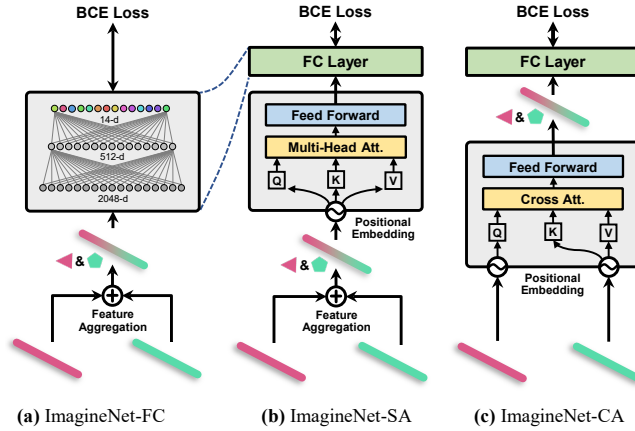 BCE Loss
14-d
512-d
2048-d
&
Feature
Aggregation
(a) ImagineNet-FC
BCE Loss
FC Layer
Feed Forward
Multi-Head Att.
Q K V
Positional
Embedding
&
Feature
Aggregation
(b) ImagineNet-SA
BCE Loss
FC Layer
&
Feed Forward
Cross Att.
Q K V
Positional
Embedding
(c) ImagineNet-CA